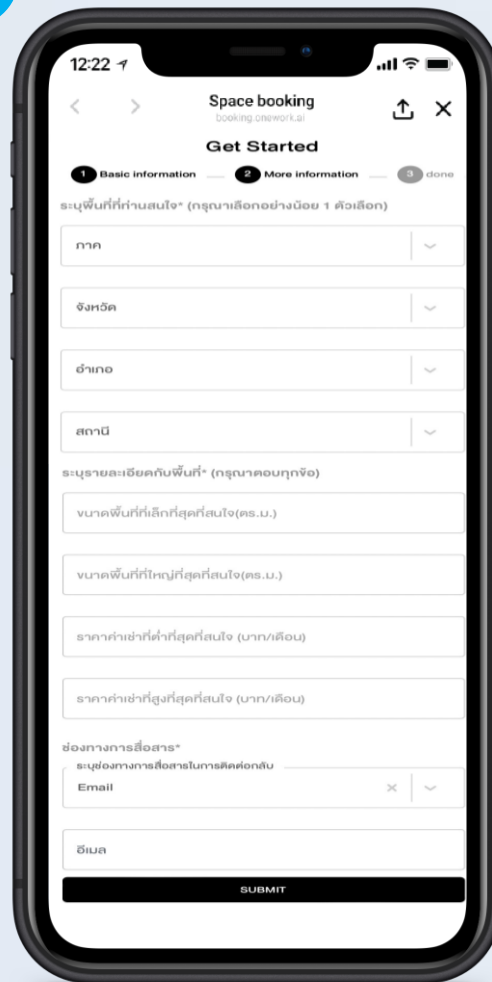 12:22
Space booking
booking.onework.ai
Get Started
1 Basic information 2 More information 3 done
ระบุพื้นที่ที่ท่านสนใจ* (กรุณาเลือกอย่างน้อย 1 ตัวเลือก)
ภาค
จังหวัด
อำเภอ
สถานี
ระบุรายละเอียดกับพื้นที่* (กรุณาตอบทุกข้อ)
ขนาดพื้นที่ที่เล็กที่สุดที่สนใจ(ตร.ม.)
ขนาดพื้นที่ที่ใหญ่ที่สุดที่สนใจ(ตร.ม.)
ราคาค่าเช่าที่ต่ำที่สุดที่สนใจ (บาท/เดือน)
ราคาค่าเช่าที่สูงที่สุดที่สนใจ (บาท/เดือน)
ช่องทางการสื่อสาร*
ระบุช่องทางการสื่อสารในการติดต่อกลับ
Email
อีเมล
SUBMIT